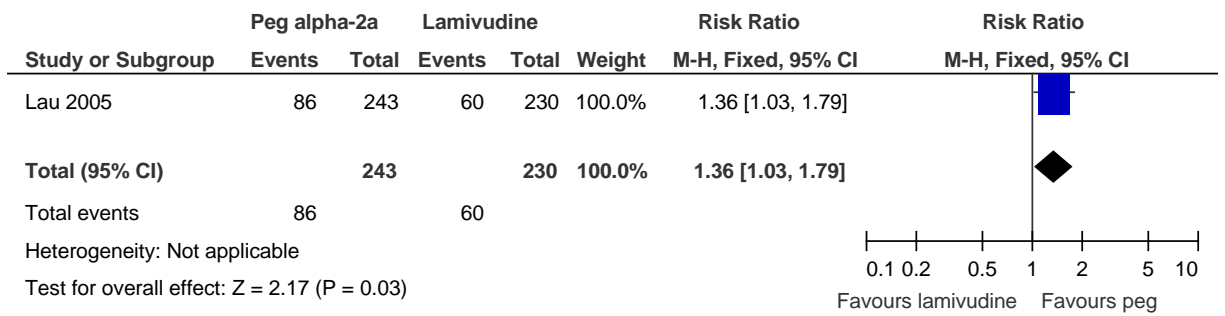 Peg alpha-2a Lamivudine Risk Ratio Risk Ratio
Study or Subgroup Events Total Events Total Weight M-H, Fixed, 95% CI M-H, Fixed, 95% CI
Lau 2005 86 243 60 230 100.0% 1.36 [1.03, 1.79]
Total (95% CI) 243 230 100.0% 1.36 [1.03, 1.79]
Total events 86 60
Heterogeneity: Not applicable
Test for overall effect: Z = 2.17 (P = 0.03)
0.1 0.2 0.5 1 2 5 10
Favours lamivudine Favours peg